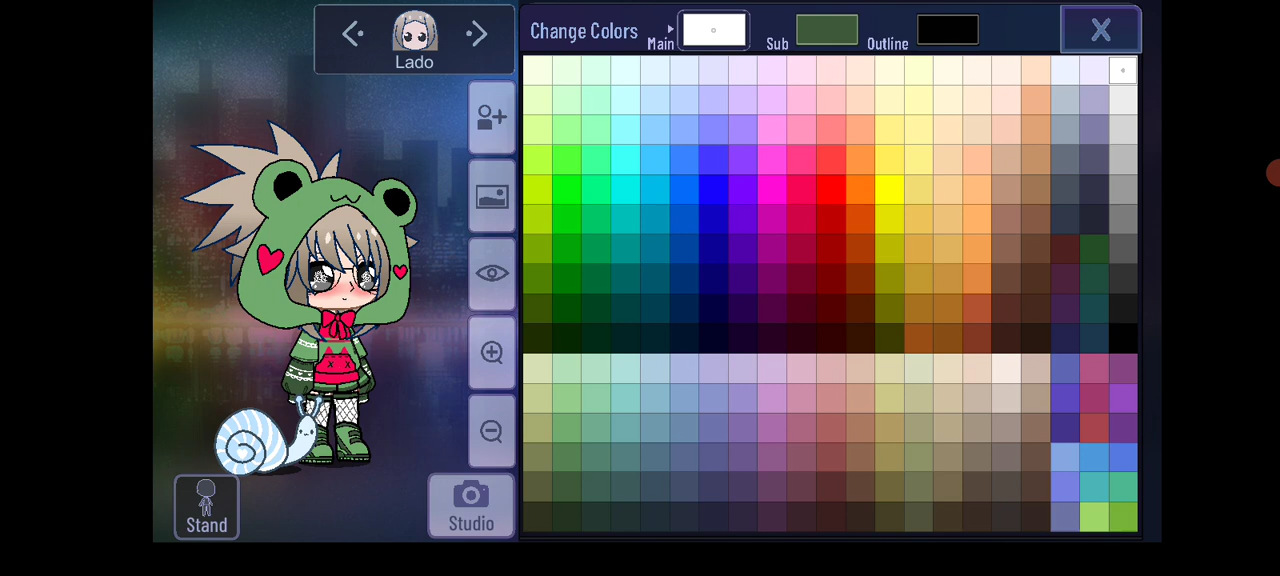 Lado
Change Colors
Main
Sub
Outline
X
Stand
Studio